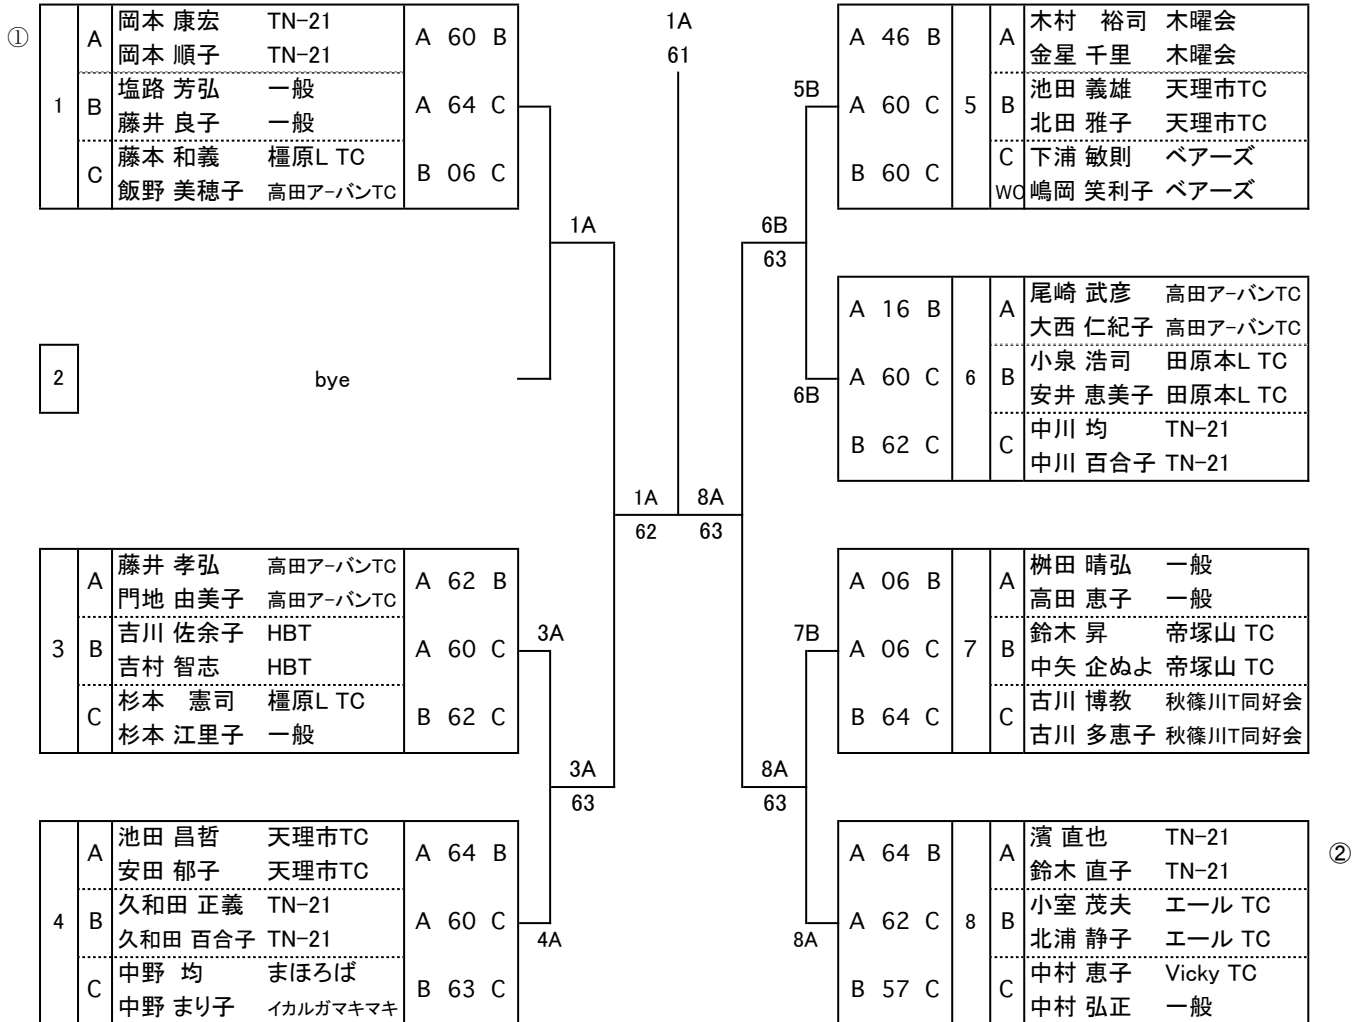 ①
1
A
岡本 康宏 TN-21
岡本 順子 TN-21
A 60 B
B
塩路 芳弘 一般
藤井 良子 一般
A 64 C
C
藤本 和義 橿原L TC
飯野 美穂子 高田アｰバンTC
B 06 C
1A
2
bye
3
A
藤井 孝弘 高田アｰバンTC
門地 由美子 高田アｰバンTC
A 62 B
B
吉川 佐余子 HBT
吉村 智志 HBT
A 60 C
C
杉本 憲司 橿原L TC
杉本 江里子 一般
B 62 C
3A
3A
63
4
A
池田 昌哲 天理市TC
安田 郁子 天理市TC
A 64 B
B
久和田 正義 TN-21
久和田 百合子 TN-21
A 60 C
C
中野 均 まほろば
中野 まり子 イカルガマキマキ
B 63 C
4A
1A
62
1A
61
8A
63
5B
A 46 B
A 60 C
B 60 C
5
A
木村 裕司 木曜会
金星 千里 木曜会
B
池田 義雄 天理市TC
北田 雅子 天理市TC
C
WC
下浦 敏則 ベアーズ
嶋岡 笑利子 ベアーズ
6B
63
6B
A 16 B
A 60 C
B 62 C
6
A
尾崎 武彦 高田アｰバンTC
大西 仁紀子 高田アｰバンTC
B
小泉 浩司 田原本L TC
安井 恵美子 田原本L TC
C
中川 均 TN-21
中川 百合子 TN-21
7B
A 06 B
A 06 C
B 64 C
7
A
桝田 晴弘 一般
高田 恵子 一般
B
鈴木 昇 帝塚山 TC
中矢 企ぬよ 帝塚山 TC
C
古川 博教 秋篠川T同好会
古川 多恵子 秋篠川T同好会
8A
63
8A
A 64 B
A 62 C
B 57 C
8
A
濱 直也 TN-21
鈴木 直子 TN-21
B
小室 茂夫 エール TC
北浦 静子 エール TC
C
中村 恵子 Vicky TC
中村 弘正 一般
②